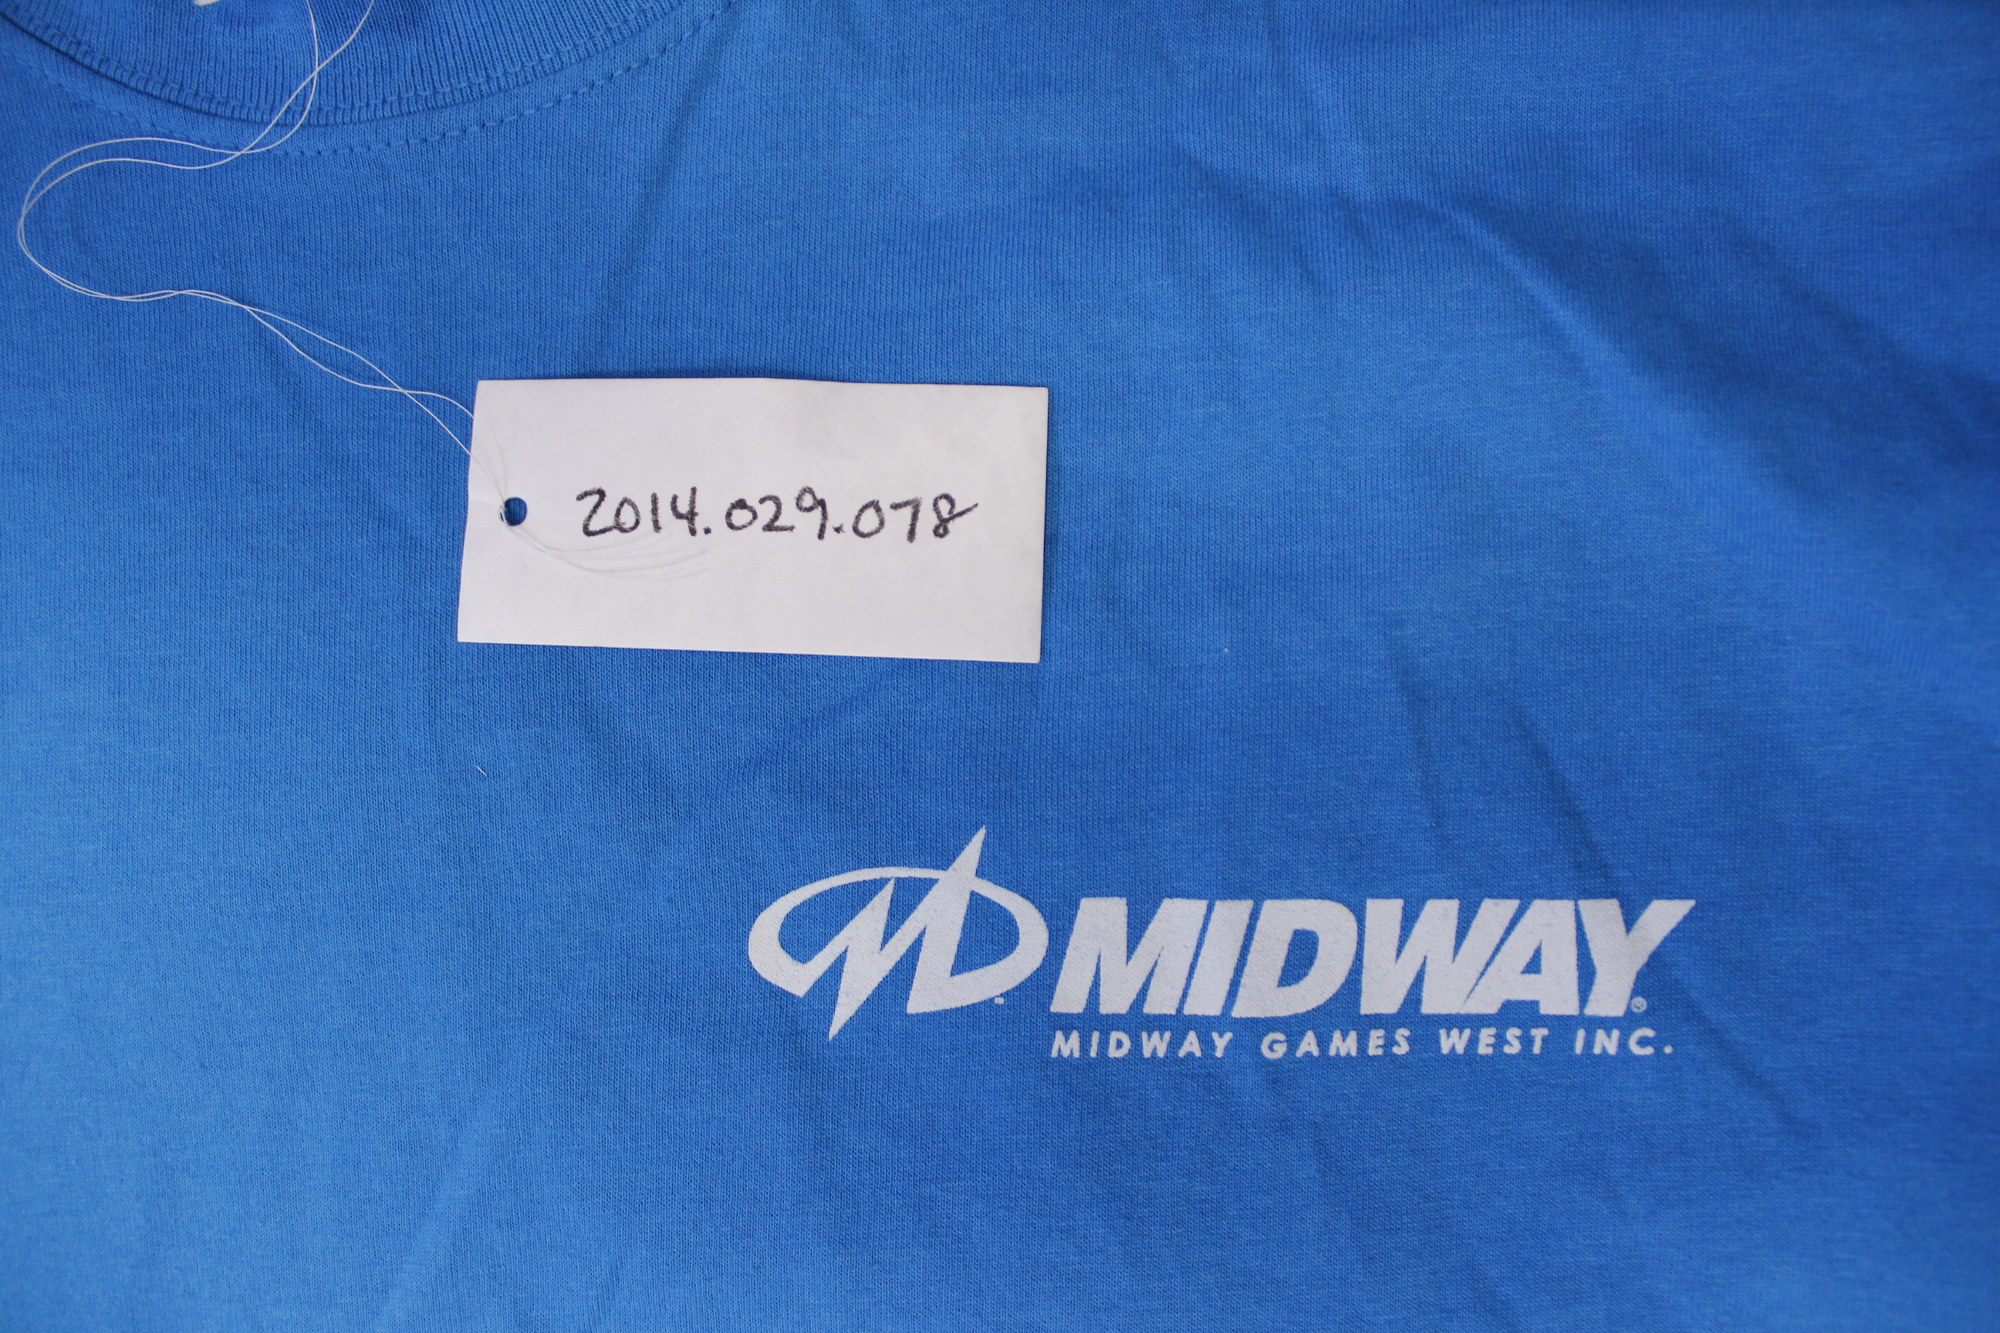 2014.029.078
MIDWAY®
MIDWAY GAMES WEST INC.